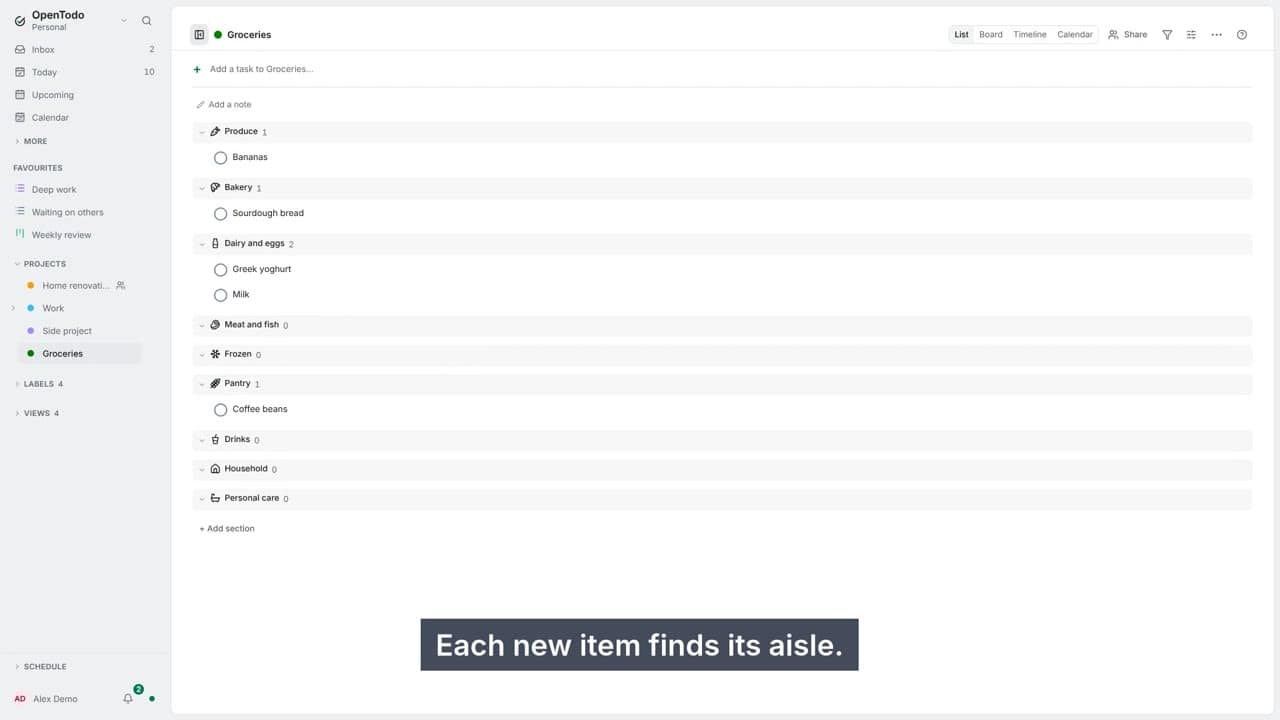 OpenTodo
Personal
Inbox 2
Today 10
Upcoming
Calendar
MORE
FAVOURITES
Deep work
Waiting on others
Weekly review
PROJECTS
Home renovati...
Work
Side project
Groceries
LABELS 4
VIEWS 4
SCHEDULE
AD Alex Demo 2
Groceries
List Board Timeline Calendar Share
Add a task to Groceries...
Add a note
Produce 1
Bananas
Bakery 1
Sourdough bread
Dairy and eggs 2
Greek yoghurt
Milk
Meat and fish 0
Frozen 0
Pantry 1
Coffee beans
Drinks 0
Household 0
Personal care 0
+ Add section
Each new item finds its aisle.